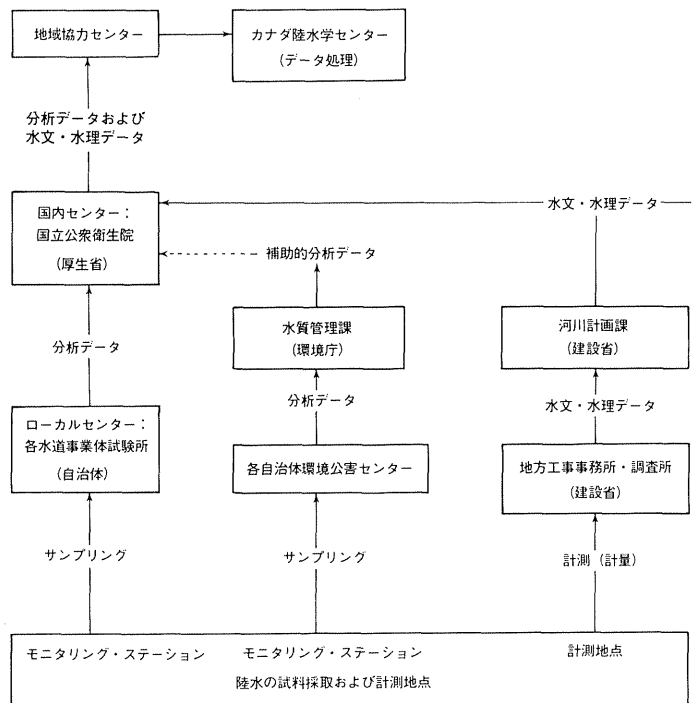 地域協力センター
カナダ陸水学センター
(データ処理)
分析データおよび
水文・水理データ
国内センター:
国立公衆衛生院
(厚生省)
水文・水理データ
補助的分析データ
水質管理課
(環境庁)
河川計画課
(建設省)
分析データ
分析データ
水文・水理データ
ローカルセンター:
各水道事業体試験所
(自治体)
各自治体環境公害センター
地方工事事務所・調査所
(建設省)
サンプリング
サンプリング
計測(計量)
モニタリング・ステーション
モニタリング・ステーション
計測地点
陸水の試料採取および計測地点